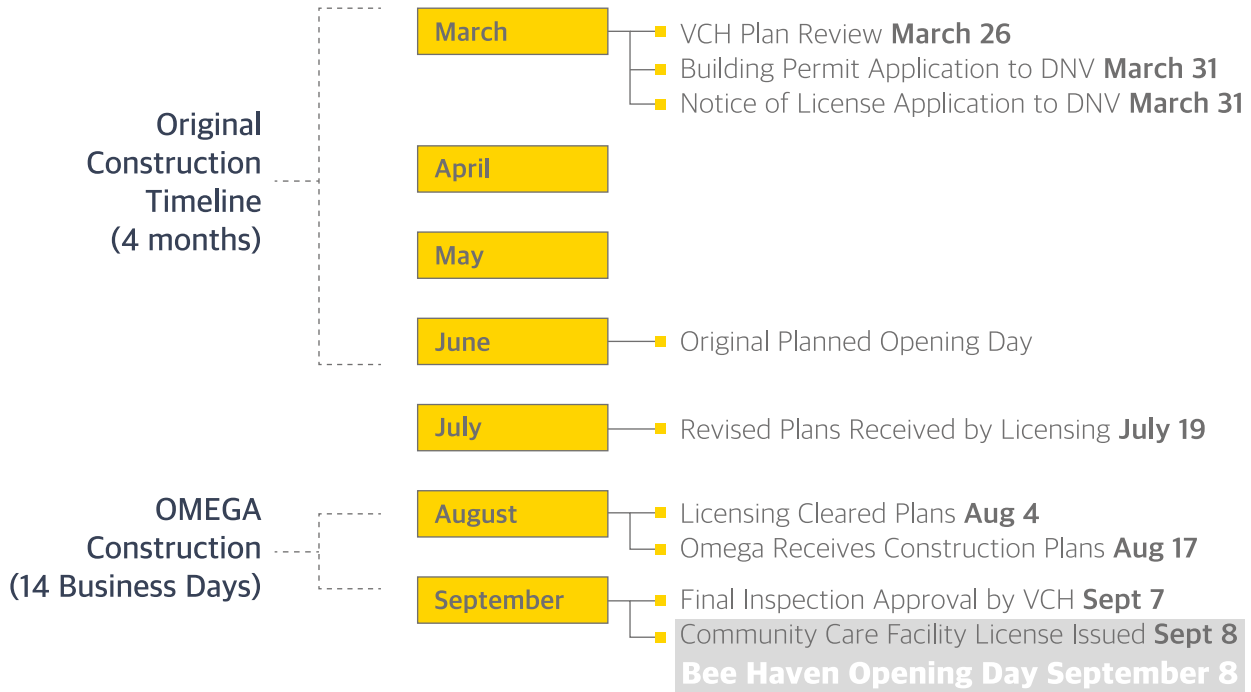 Original
Construction
Timeline
(4 months)
March
VCH Plan Review March 26
Building Permit Application to DNV March 31
Notice of License Application to DNV March 31
April
May
June
Original Planned Opening Day
July
Revised Plans Received by Licensing July 19
OMEGA
Construction
(14 Business Days)
August
Licensing Cleared Plans Aug 4
Omega Receives Construction Plans Aug 17
September
Final Inspection Approval by VCH Sept 7
Community Care Facility License Issued Sept 8
Bee Haven Opening Day September 8